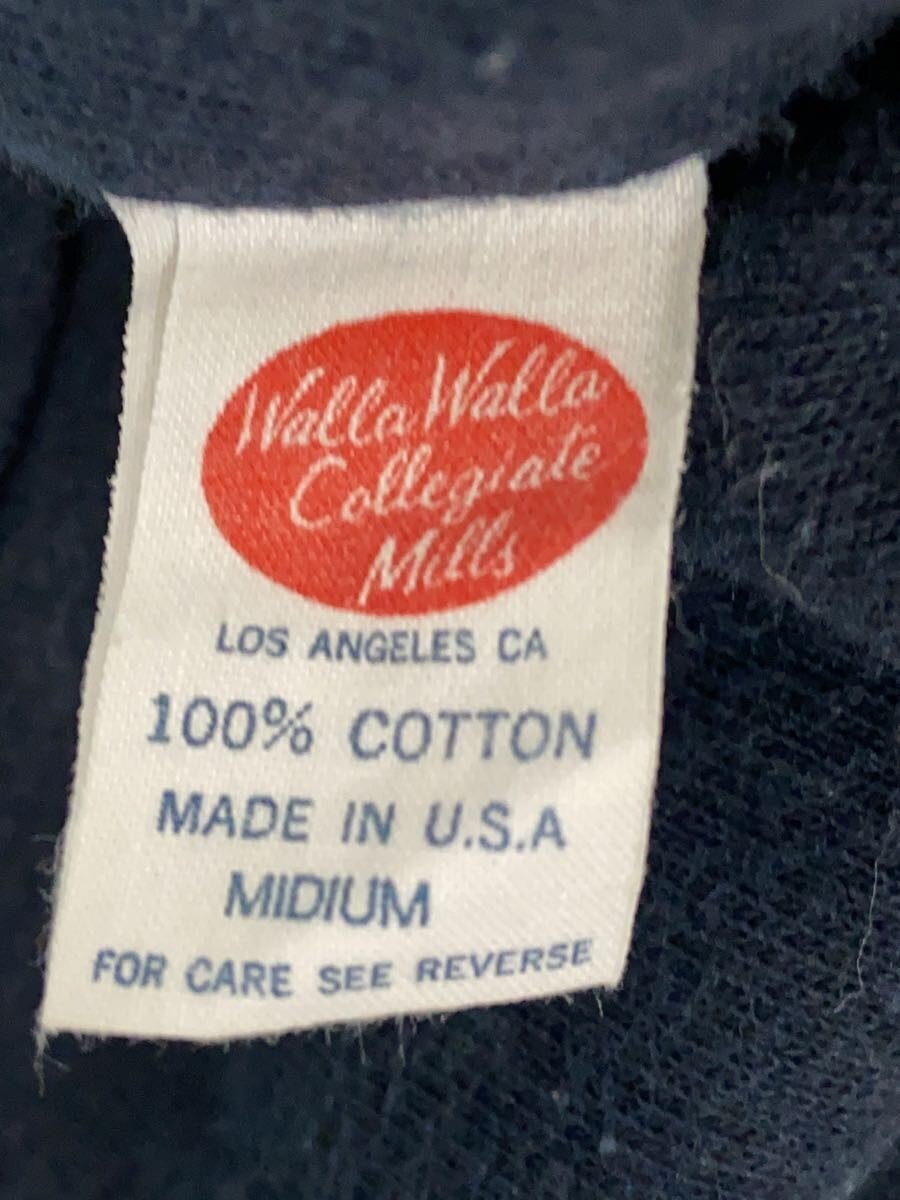 Walla Walla
Collegiate
Mills
LOS ANGELES CA
100% COTTON
MADE IN U.S.A
MIDIUM
FOR CARE SEE REVERSE